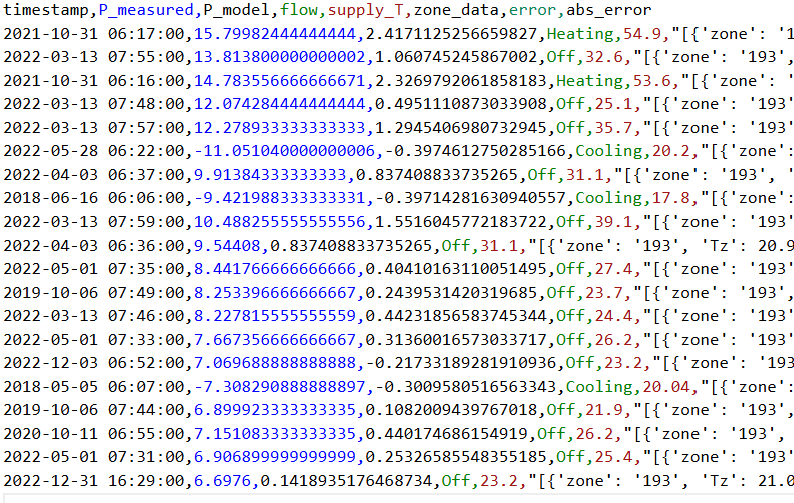 timestamp,P_measured,P_model,flow,supply_T,zone_data,error,abs_error
2021-10-31 06:17:00,15.79982444444444,2.4171125256659827,Heating,54.9,"[{'zone': '1
2022-03-13 07:55:00,13.813800000000002,1.060745245867002,Off,32.6,"[{'zone': '193',
2021-10-31 06:16:00,14.783556666666671,2.3269792061858183,Heating,53.6,"[{'zone': '1
2022-03-13 07:48:00,12.074284444444444,0.4951110873033908,Off,25.1,"[{'zone': '193'
2022-03-13 07:57:00,12.278933333333333,1.2945406980732945,Off,35.7,"[{'zone': '193'
2022-05-28 06:22:00,-11.051040000000006,-0.3974612750285166,Cooling,20.2,"[{'zone':
2022-04-03 06:37:00,9.91384333333333,0.837408833735265,Off,31.1,"[{'zone': '193', '
2018-06-16 06:06:00,-9.421988333333331,-0.39714281630940557,Cooling,17.8,"[{'zone':
2022-03-13 07:59:00,10.488255555555556,1.5516045772183722,Off,39.1,"[{'zone': '193'
2022-04-03 06:36:00,9.54408,0.837408833735265,Off,31.1,"[{'zone': '193', 'Tz': 20.9
2022-05-01 07:35:00,8.441766666666666,0.40410163110051495,Off,27.4,"[{'zone': '193'
2019-10-06 07:49:00,8.253396666666667,0.2439531420319685,Off,23.7,"[{'zone': '193',
2022-03-13 07:46:00,8.227815555555559,0.44231856583745344,Off,24.4,"[{'zone': '193'
2022-05-01 07:33:00,7.667356666666667,0.31360016573033717,Off,26.2,"[{'zone': '193'
2022-12-03 06:52:00,7.069688888888888,-0.21733189281910936,Off,23.2,"[{'zone': '193
2018-05-05 06:07:00,-7.308290888888897,-0.3009580516563343,Cooling,20.04,"[{'zone':
2019-10-06 07:44:00,6.899923333333335,0.1082009439767018,Off,21.9,"[{'zone': '193',
2020-10-11 06:55:00,7.151083333333335,0.440174686154919,Off,26.2,"[{'zone': '193',
2022-05-01 07:31:00,6.906899999999999,0.25326585548355185,Off,25.4,"[{'zone': '193'
2022-12-31 16:29:00,6.6976,0.1418935176468734,Off,23.2,"[{'zone': '193', 'Tz': 21.0